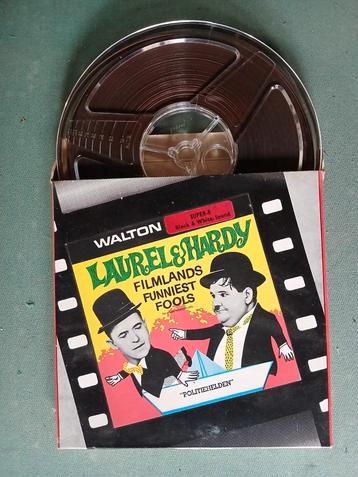 SUPER-8
Black & White, Sound
WALTON
LAUREL & HARDY
FILMLANDS
FUNNIEST
FOOLS
"POLITIEHELDEN"